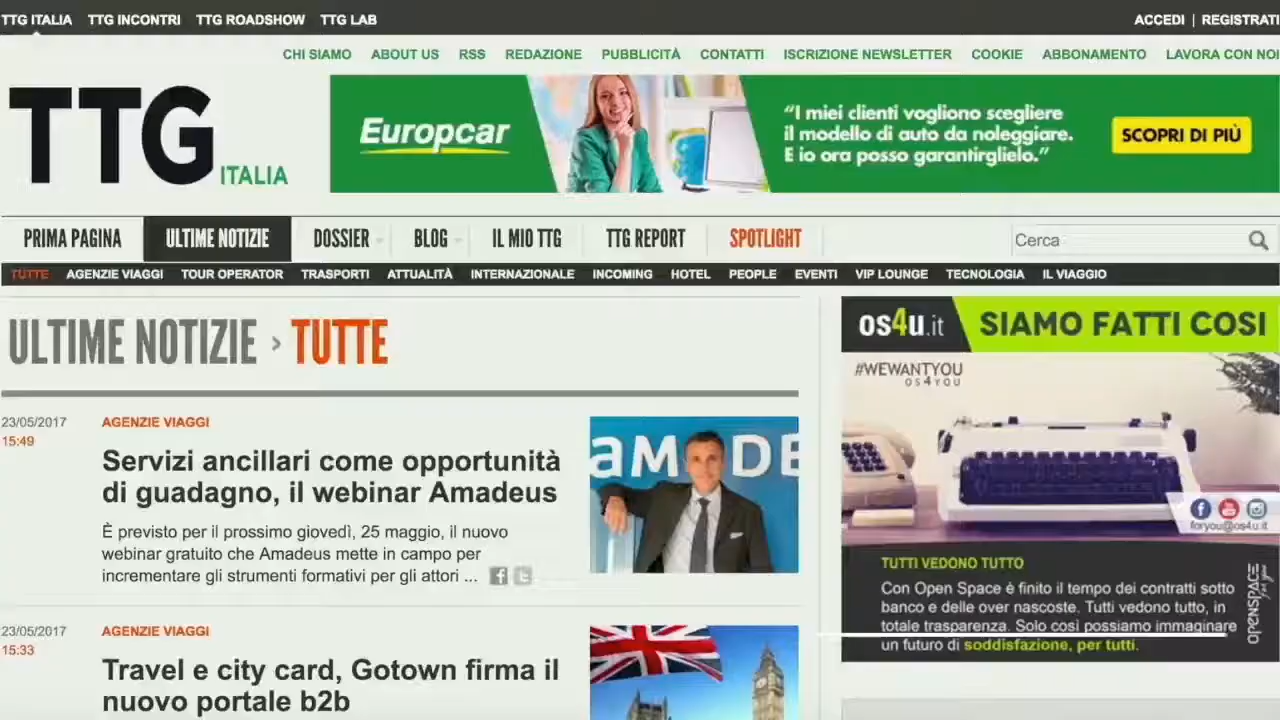 TTG ITALIA TTG INCONTRI TTG ROADSHOW TTG LAB ACCEDI | REGISTRATI
CHI SIAMO ABOUT US RSS REDAZIONE PUBBLICITÀ CONTATTI ISCRIZIONE NEWSLETTER COOKIE ABBONAMENTO LAVORA CON NOI
TTG ITALIA
Europcar
“I miei clienti vogliono scegliere
il modello di auto da noleggiare.
E io ora posso garantirglielo.”
SCOPRI DI PIÙ
PRIMA PAGINA ULTIME NOTIZIE DOSSIER BLOG IL MIO TTG TTG REPORT SPOTLIGHT Cerca
TUTTE AGENZIE VIAGGI TOUR OPERATOR TRASPORTI ATTUALITÀ INTERNAZIONALE INCOMING HOTEL PEOPLE EVENTI VIP LOUNGE TECNOLOGIA IL VIAGGIO
ULTIME NOTIZIE › TUTTE
23/05/2017 AGENZIE VIAGGI
15:49
Servizi ancillari come opportunità
di guadagno, il webinar Amadeus
È previsto per il prossimo giovedì, 25 maggio, il nuovo
webinar gratuito che Amadeus mette in campo per
incrementare gli strumenti formativi per gli attori ...
aMaDE
23/05/2017 AGENZIE VIAGGI
15:33
Travel e city card, Gotown firma il
nuovo portale b2b
os4u.it SIAMO FATTI COSI
#WEWANTYOU
OS4YOU
foryou@os4u.it
TUTTI VEDONO TUTTO
Con Open Space è finito il tempo dei contratti sotto
banco e delle over nascoste. Tutti vedono tutto, in
totale trasparenza. Solo così possiamo immaginare
un futuro di soddisfazione, per tutti.
OPENSPACE for you